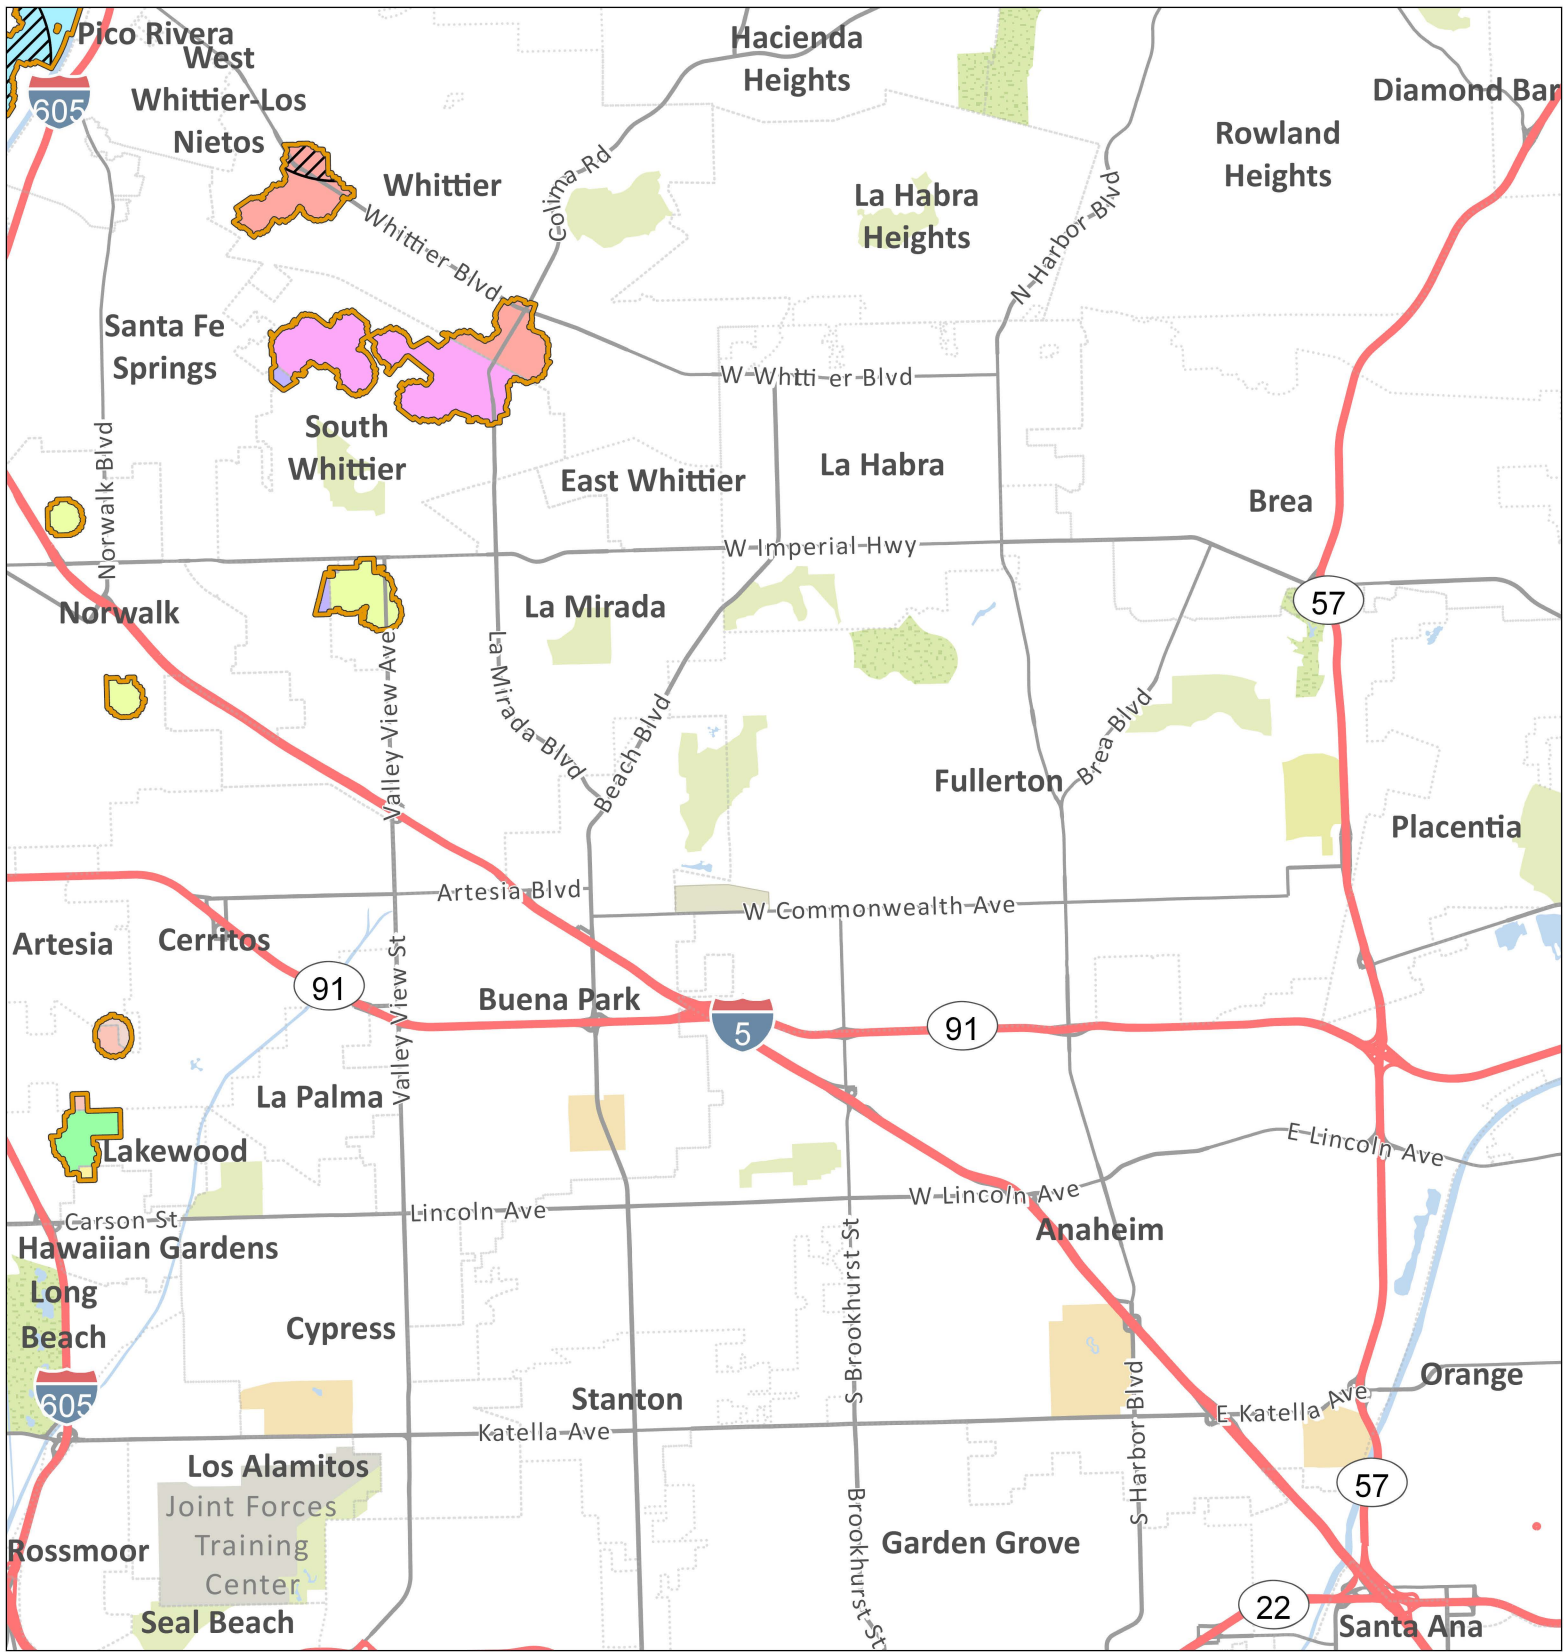 Pico Rivera
West
Whittier-Los
Nietos
605
Hacienda
Heights
Diamond Bar
Rowland
Heights
Whittier
Colima Rd
La Habra
Heights
N Harbor Blvd
Whittier Blvd
Santa Fe
Springs
W Whittier Blvd
South
Whittier
East Whittier
La Habra
Brea
Norwalk Blvd
W Imperial Hwy
57
Norwalk
La Mirada
Valley View Ave
La Mirada Blvd
Beach Blvd
Brea Blvd
Fullerton
Placentia
Artesia Blvd
W Commonwealth Ave
Artesia
Cerritos
91
Valley View St
Buena Park
5
91
La Palma
Lakewood
E Lincoln Ave
Carson St
Lincoln Ave
W Lincoln Ave
Anaheim
Hawaiian Gardens
Long
Beach
S Brookhurst St
Cypress
605
Stanton
Orange
Katella Ave
S Harbor Blvd
E Katella Ave
57
Los Alamitos
Joint Forces
Training
Center
Brookhurst St
Garden Grove
Rossmoor
Seal Beach
22
Santa Ana